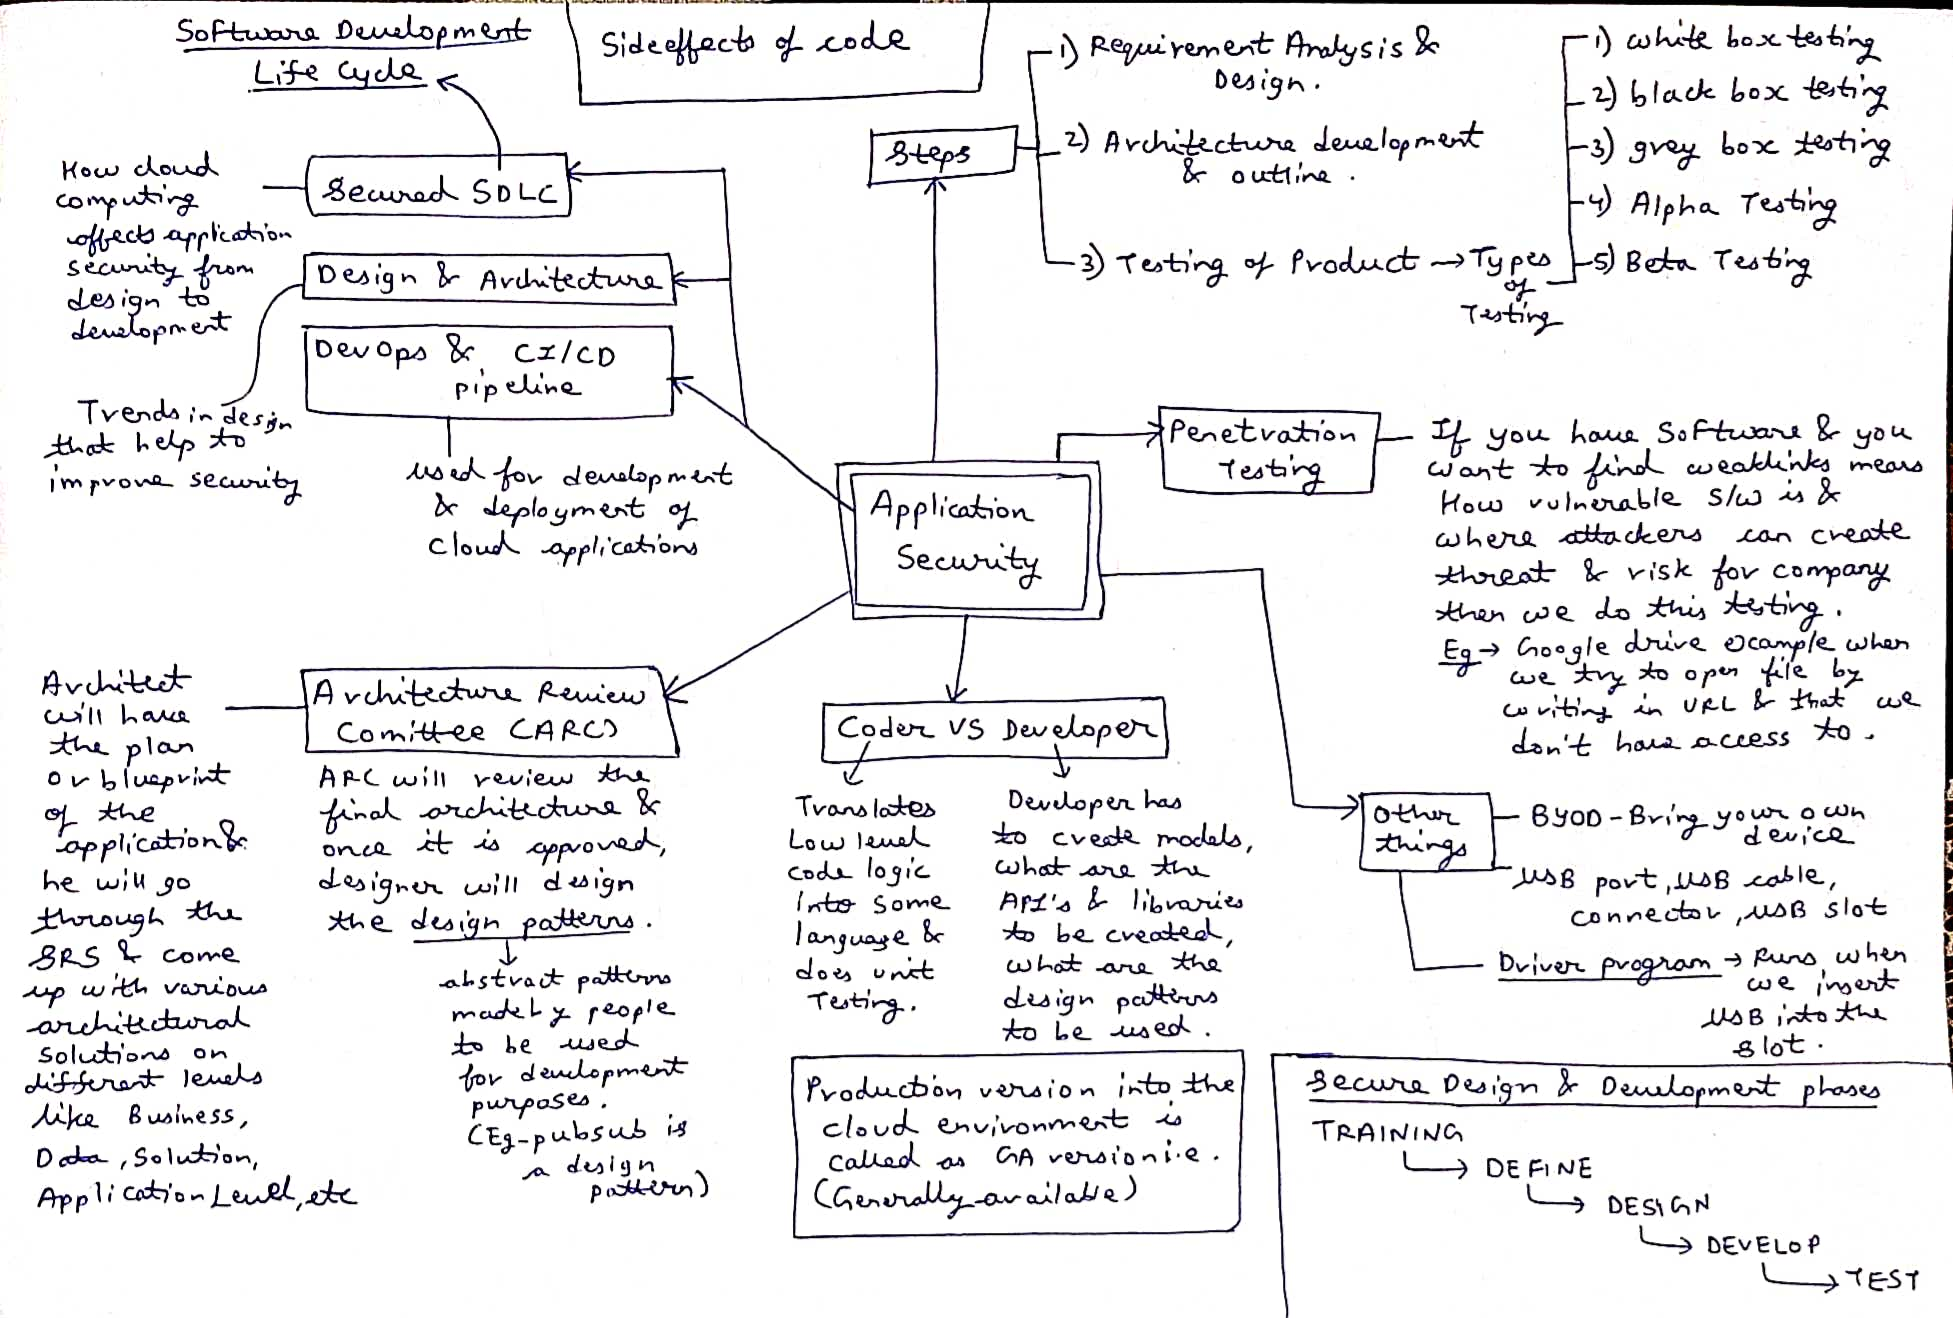 Software Development
Life Cycle
Sideeffects of code
Steps
1) Requirement Analysis &
Design.
2) Architecture development
& outline.
3) Testing of Product → Types
of
Testing
1) white box testing
2) black box testing
3) grey box testing
4) Alpha Testing
5) Beta Testing
How cloud
computing
affects application
security from
design to
development
Secured SDLC
Design & Architecture
DevOps & CI/CD
pipeline
Trends in design
that help to
improve security
used for development
& deployment of
cloud applications
Application
Security
Penetration
Testing
If you have Software & you
want to find weaklinks means
How vulnerable s/w is &
where attackers can create
threat & risk for company
then we do this testing.
Eg → Google drive example when
we try to open file by
writing in URL & that we
don't have access to.
Architect
will have
the plan
or blueprint
of the
application &
he will go
through the
SRS & come
up with various
architectural
solutions on
different levels
like Business,
Data, Solution,
Application Level, etc
Architecture Review
Comittee (ARC)
ARC will review the
final architecture &
once it is approved,
designer will design
the design patterns.
abstract patterns
made by people
to be used
for development
purposes.
(Eg-pubsub is
a design
pattern)
Coder VS Developer
Translates
Low level
code logic
into some
language &
does unit
Testing.
Developer has
to create models,
what are the
API's & libraries
to be created,
what are the
design patterns
to be used.
Other
things
BYOD - Bring your own
device
USB port, USB cable,
connector, USB slot
Driver program → Runs when
we insert
USB into the
slot.
Production version into the
cloud environment is
called as GA version i.e.
(Generally available)
Secure Design & Development phases
TRAINING
→ DEFINE
→ DESIGN
→ DEVELOP
→ TEST